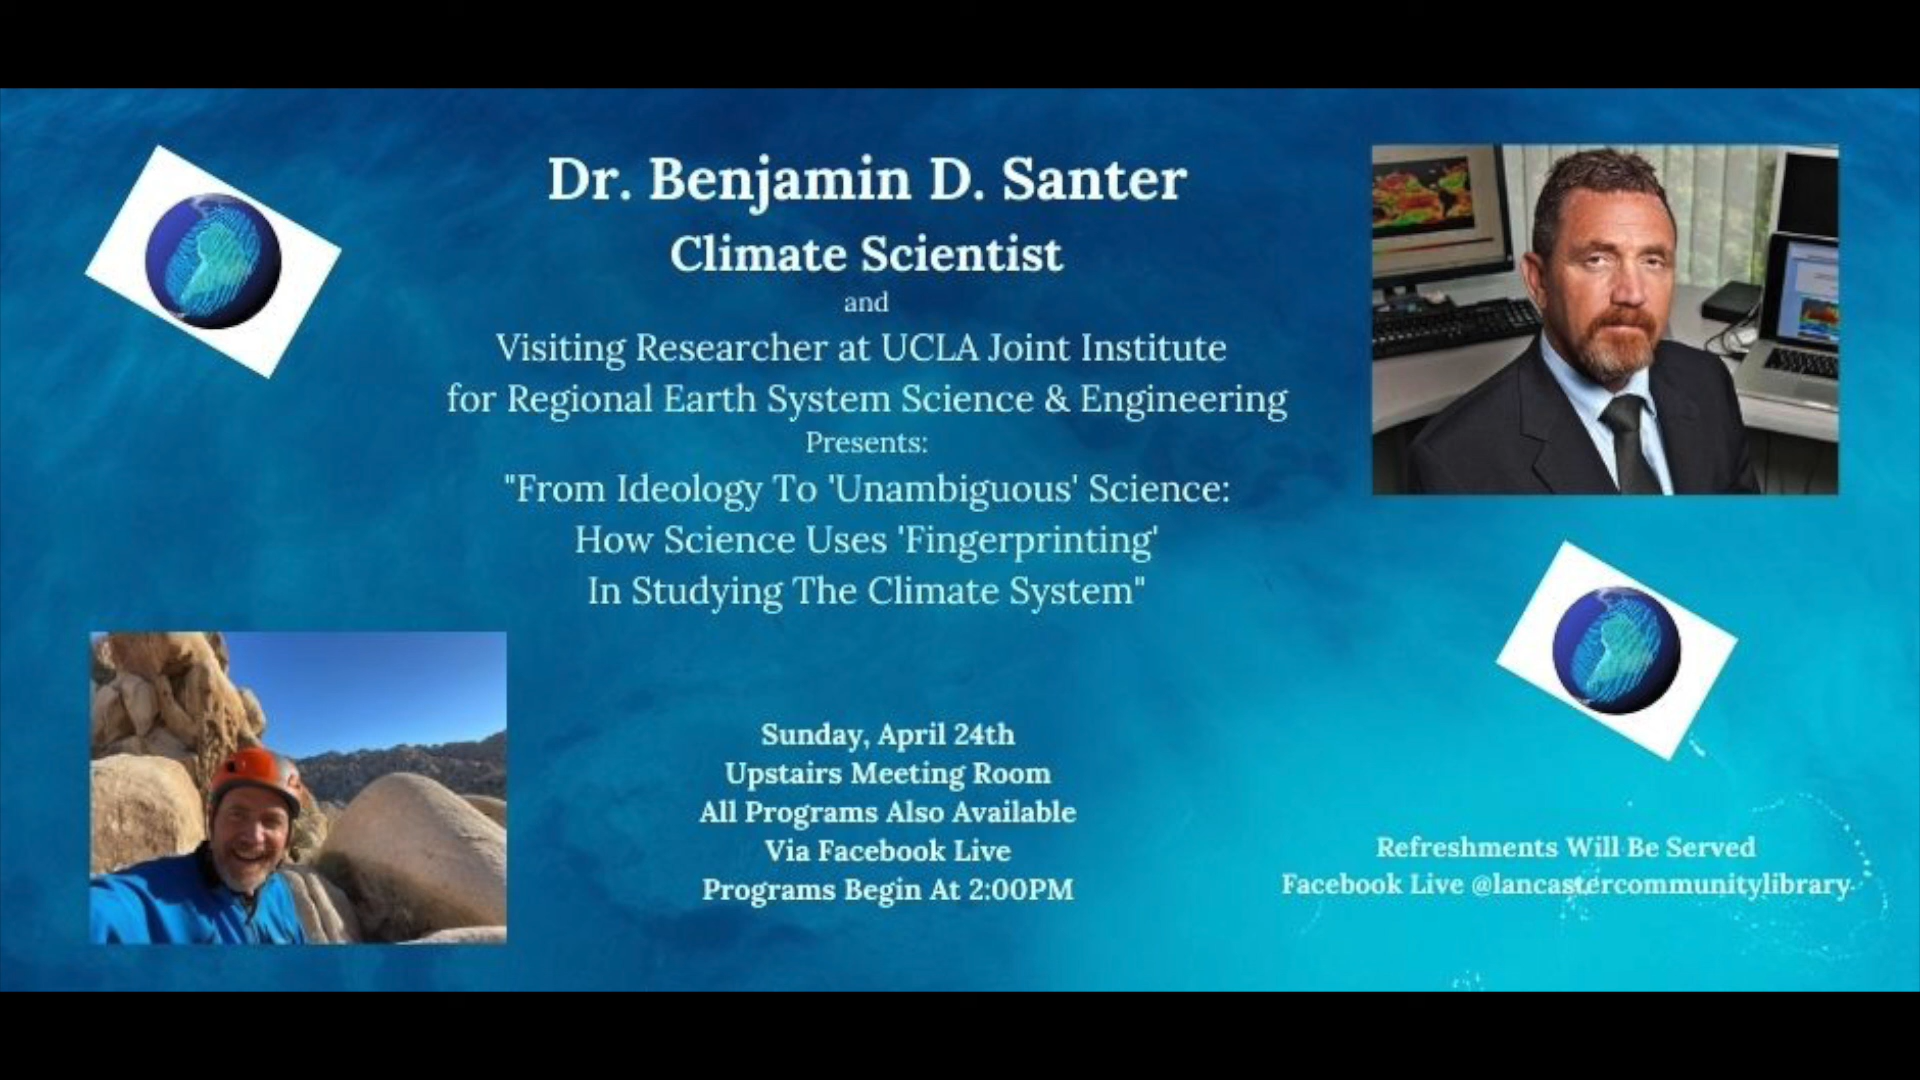 Dr. Benjamin D. Santer
Climate Scientist
and
Visiting Researcher at UCLA Joint Institute
for Regional Earth System Science & Engineering
Presents:
"From Ideology To 'Unambiguous' Science:
How Science Uses 'Fingerprinting'
In Studying The Climate System"
Sunday, April 24th
Upstairs Meeting Room
All Programs Also Available
Via Facebook Live
Programs Begin At 2:00PM
Refreshments Will Be Served
Facebook Live @lancastercommunitylibrary